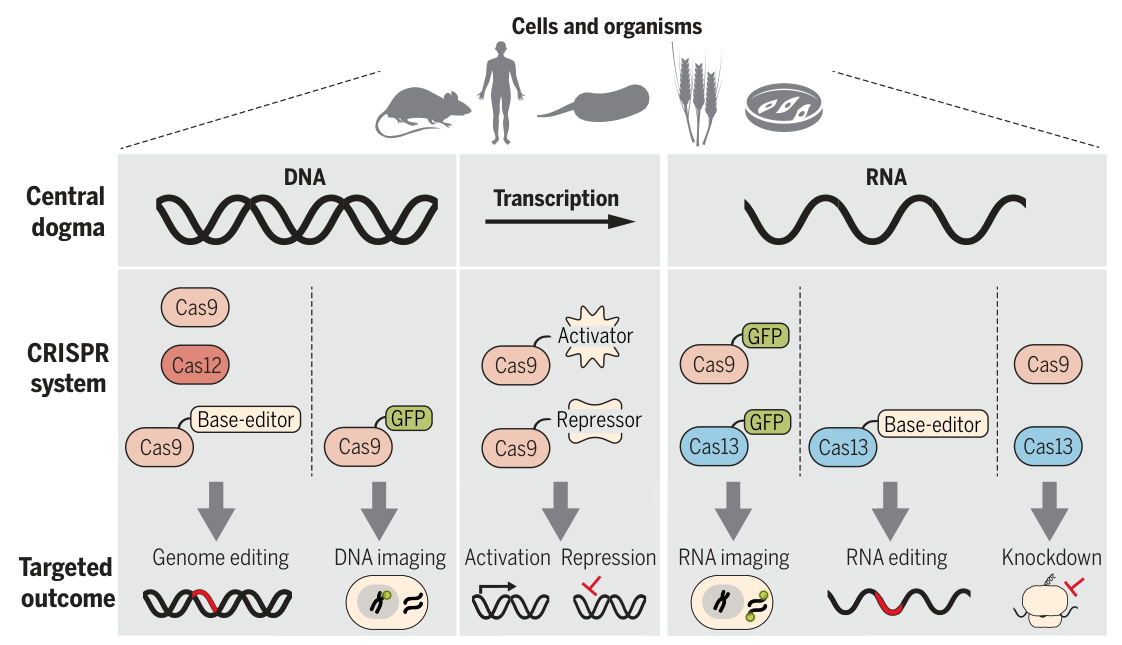 Cells and organisms
Central
dogma
DNA
Transcription
RNA
CRISPR
system
Cas9
Cas12
Base-editor
Cas9
GFP
Cas9
Activator
Cas9
Repressor
Cas9
GFP
Cas9
GFP
Cas13
Base-editor
Cas13
Cas9
Cas13
Targeted
outcome
Genome editing
DNA imaging
Activation
Repression
RNA imaging
RNA editing
Knockdown